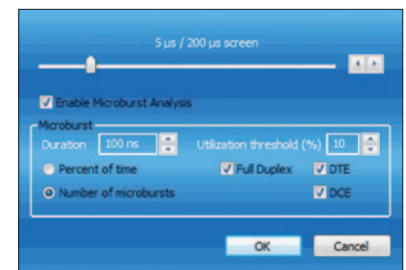 5 µs / 200 µs screen
Enable Microburst Analysis
Microburst
Duration 100 ns Utilization threshold (%) 10
Percent of time Full Duplex DTE
Number of microbursts DCE
OK Cancel